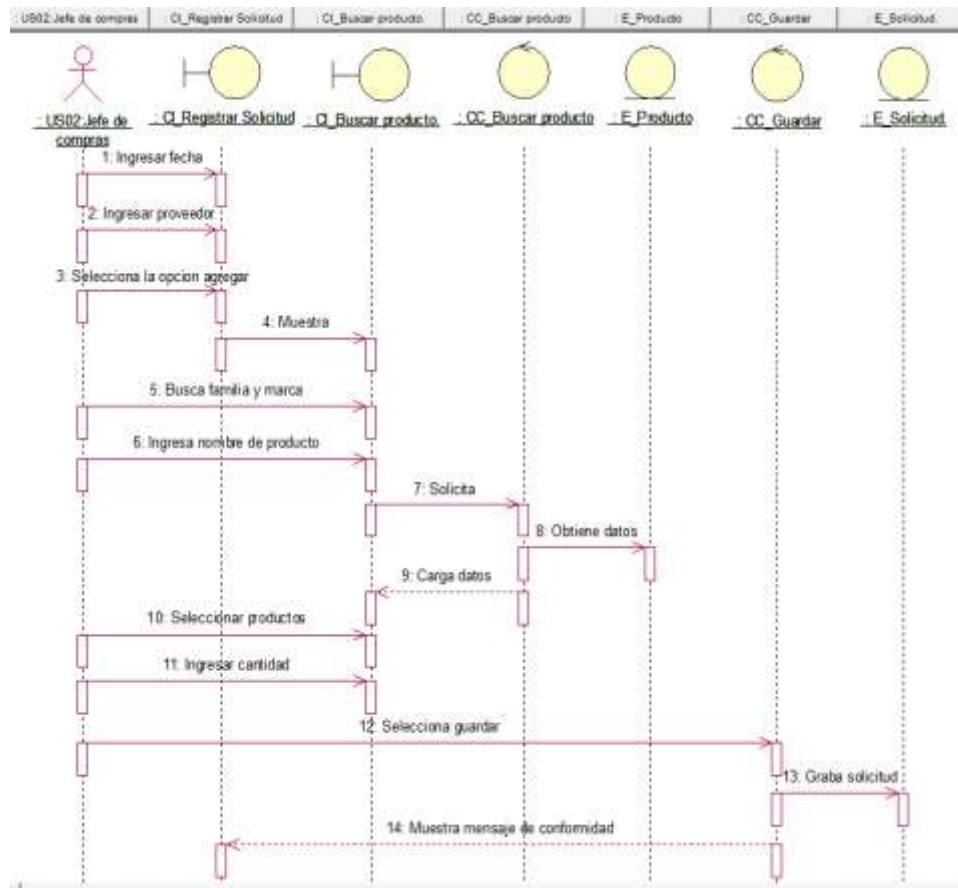 : US02:Jefe de compras : CI_Registrar Solicitud : CI_Buscar producto. : CC_Buscar producto : E_Producto : CC_Guardar : E_Solicitud.
: US02:Jefe de compras
: CI_Registrar Solicitud
: CI_Buscar producto.
: CC_Buscar producto
: E_Producto
: CC_Guardar
: E_Solicitud.
1: Ingresar fecha
2: Ingresar proveedor
3: Selecciona la opcion agregar
4: Muestra
5: Busca familia y marca
6: Ingresa nombre de producto
7: Solicita
8: Obtiene datos
9: Carga datos
10: Seleccionar productos
11: Ingresar cantidad
12: Selecciona guardar
13: Graba solicitud
14: Muestra mensaje de conformidad